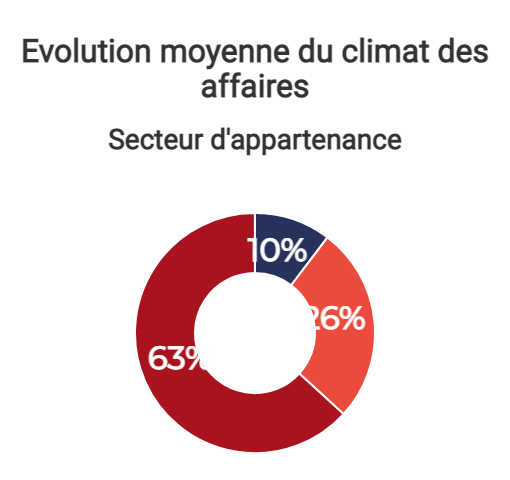 Evolution moyenne du climat des
affaires
Secteur d'appartenance
10%
26%
63%